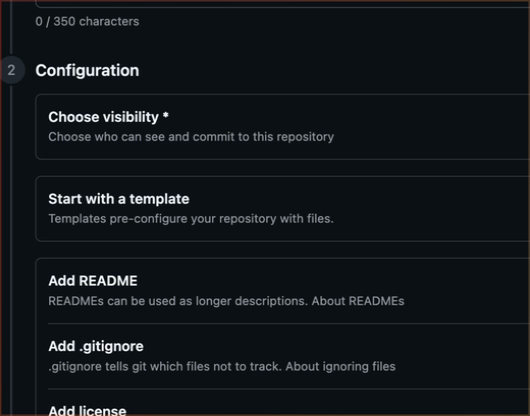 0 / 350 characters
2
Configuration
Choose visibility *
Choose who can see and commit to this repository
Start with a template
Templates pre-configure your repository with files.
Add README
READMEs can be used as longer descriptions. About READMEs
Add .gitignore
.gitignore tells git which files not to track. About ignoring files
Add license